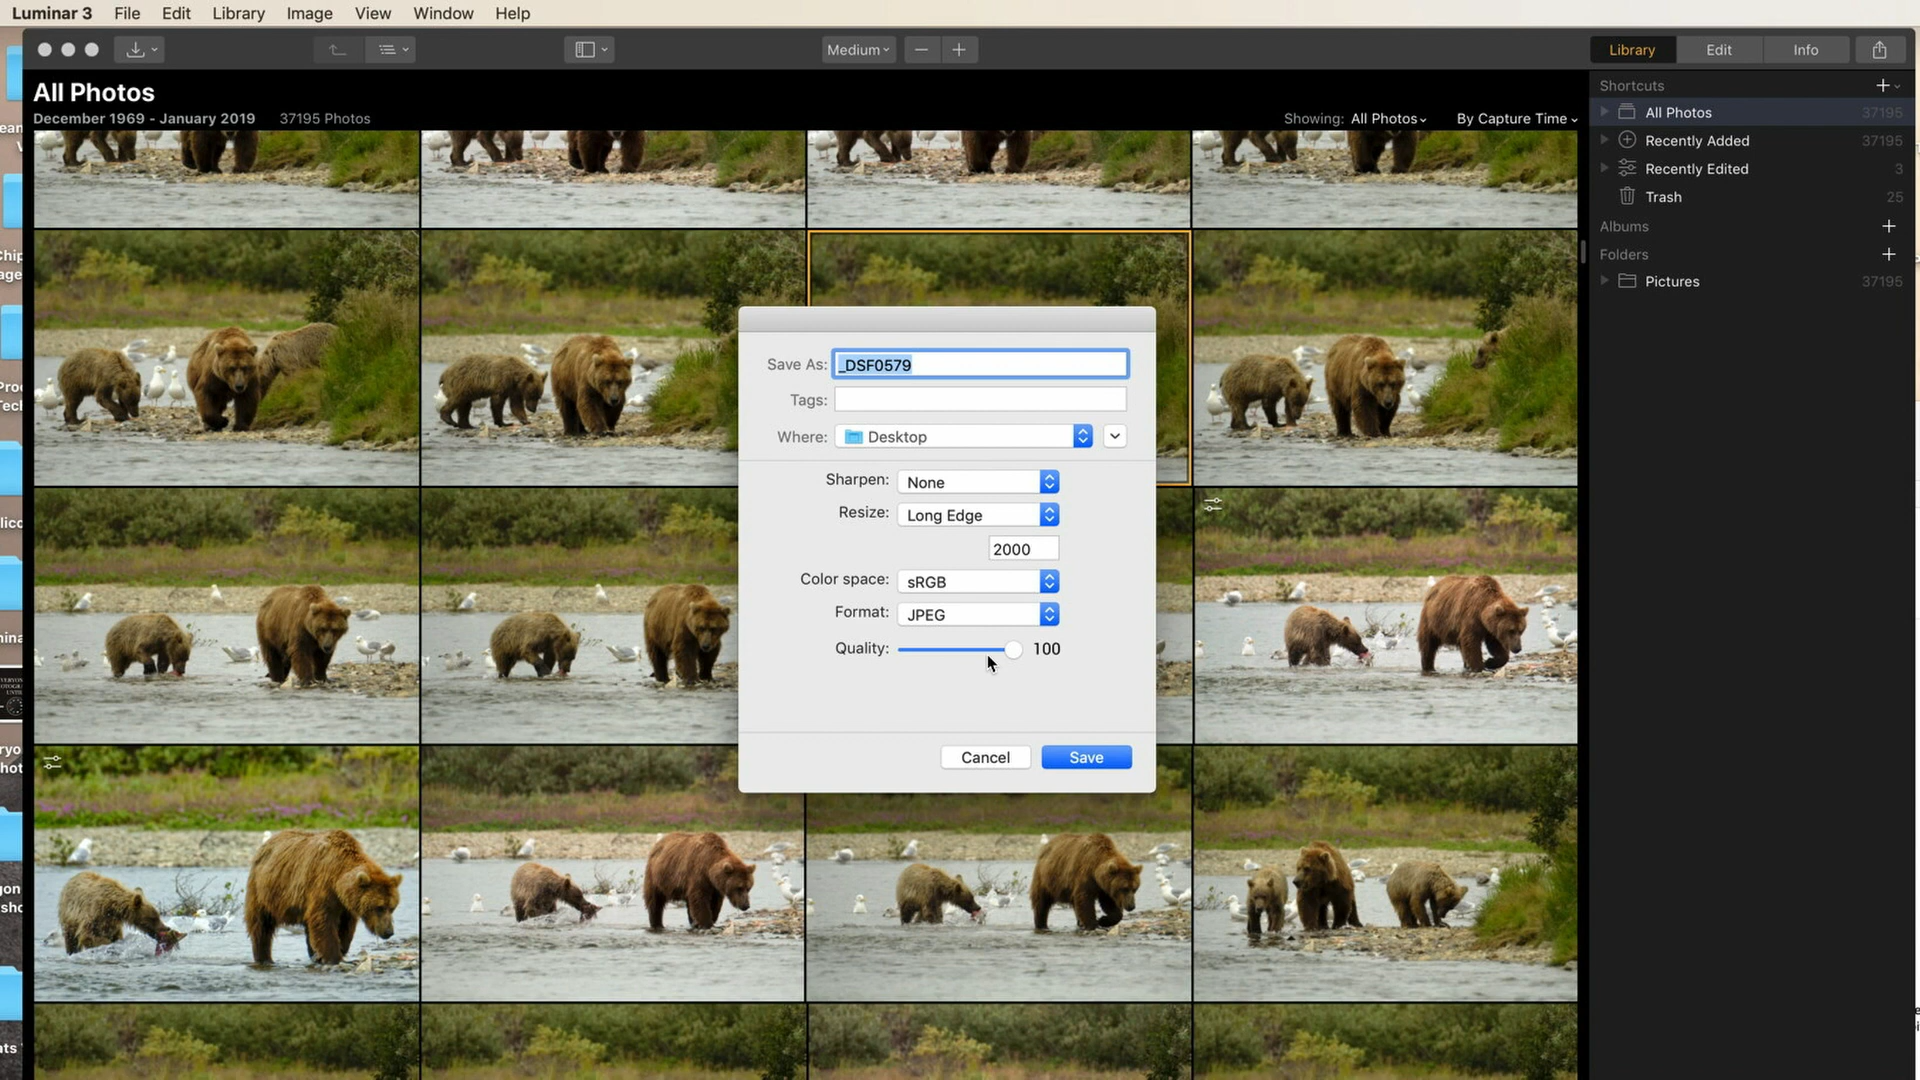 Luminar 3 File Edit Library Image View Window Help
Medium
Library Edit Info
All Photos
December 1969 - January 2019 37195 Photos
Showing: All Photos By Capture Time
Shortcuts
All Photos 37195
Recently Added 37195
Recently Edited 3
Trash 25
Albums
Folders
Pictures 37195
Save As: _DSF0579
Tags:
Where: Desktop
Sharpen: None
Resize: Long Edge
2000
Color space: sRGB
Format: JPEG
Quality: 100
Cancel Save